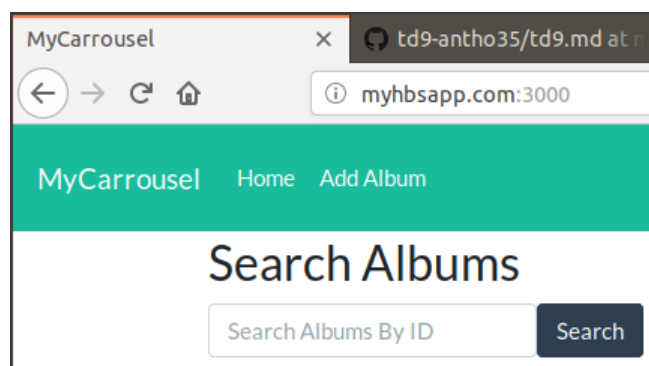 MyCarrousel
td9-antho35/td9.md at
myhbsapp.com:3000
MyCarrousel Home Add Album
Search Albums
Search Albums By ID Search